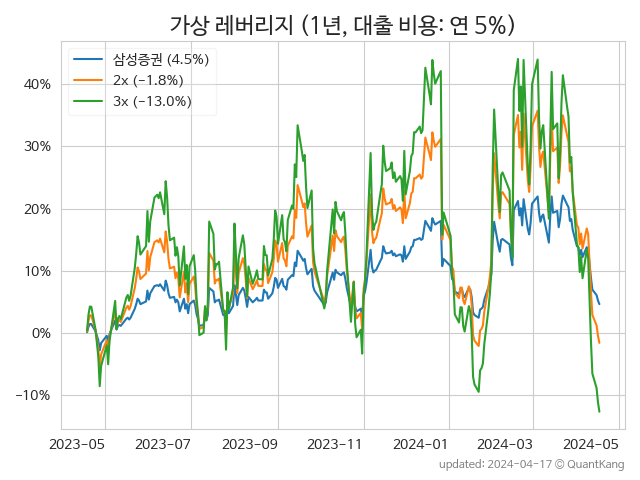 가상 레버리지 (1년, 대출 비용: 연 5%)
삼성증권 (4.5%)
2x (−1.8%)
3x (−13.0%)
40%
30%
20%
10%
0%
−10%
2023-05 2023-07 2023-09 2023-11 2024-01 2024-03 2024-05
updated: 2024-04-17 © QuantKang